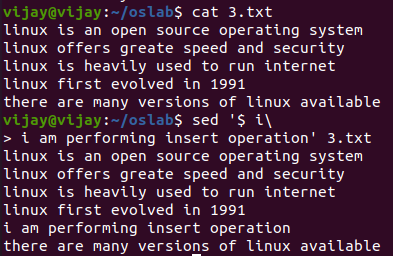 vijay@vijay:~/oslab$ cat 3.txt
linux is an open source operating system
linux offers greate speed and security
linux is heavily used to run internet
linux first evolved in 1991
there are many versions of linux available
vijay@vijay:~/oslab$ sed '$ i\
> i am performing insert operation' 3.txt
linux is an open source operating system
linux offers greate speed and security
linux is heavily used to run internet
linux first evolved in 1991
i am performing insert operation
there are many versions of linux available